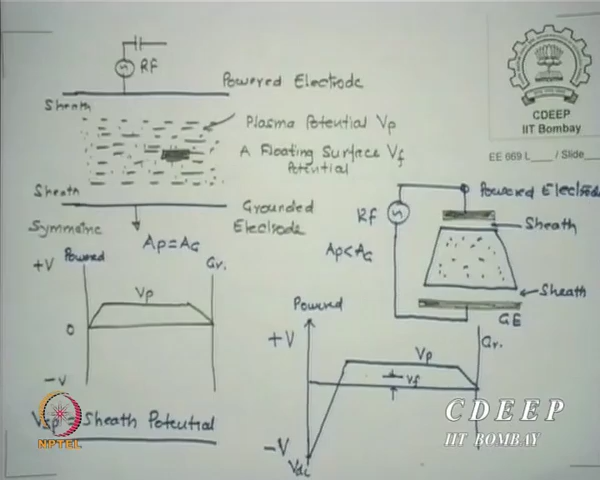 RF
Powered Electrode
Sheath
Plasma Potential Vp
A Floating Surface Vf
Potential
Sheath
Grounded
Electrode
Symmetric
Ap=AG
+V
Powered
Gr.
Vp
0
-V
Vsp - Sheath Potential
NPTEL
CDEEP
IIT Bombay
EE 669 L___ / Slide___
Powered Electrode
RF
Sheath
Ap<AG
Sheath
GE
Powered
+V
Gr.
Vp
Vf
-V
Vdc
CDEEP
IIT BOMBAY